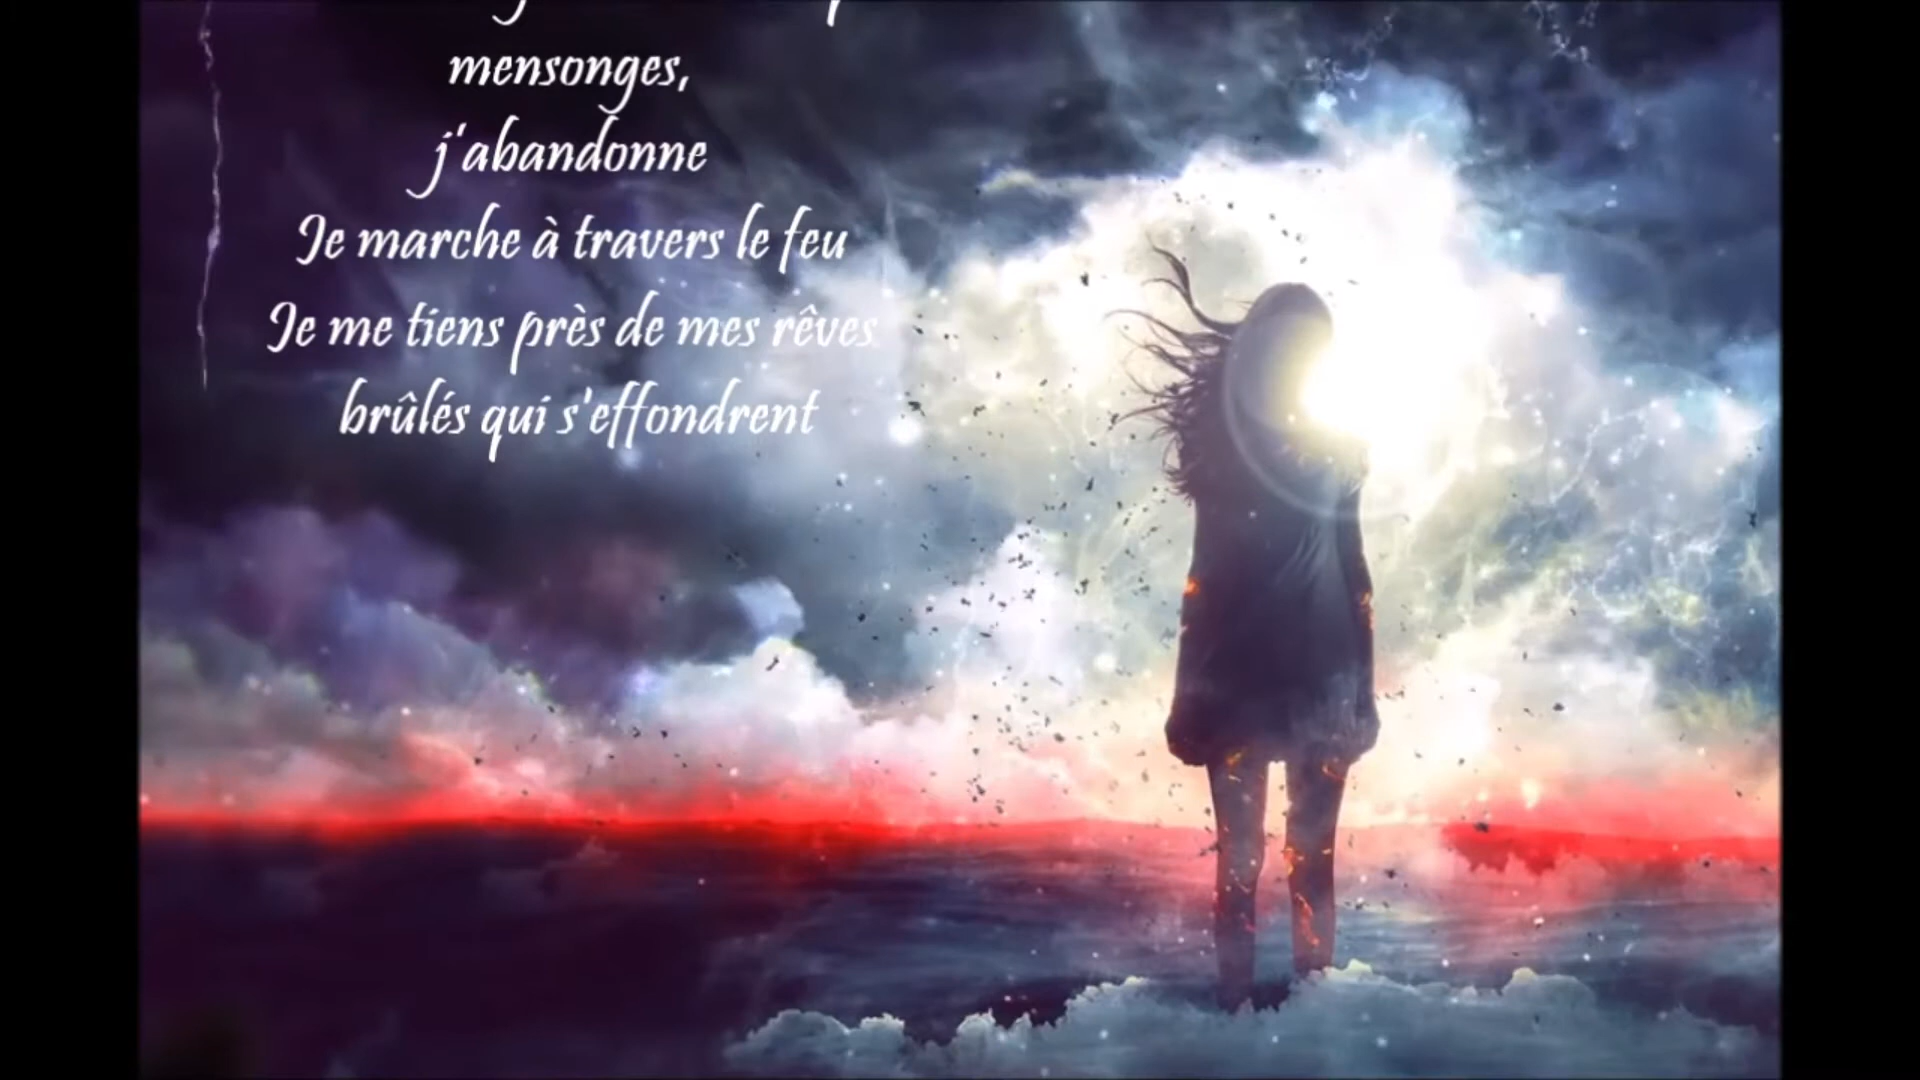 mensonges,
j'abandonne
Je marche à travers le feu
Je me tiens près de mes rêves
brûlés qui s'effondrent